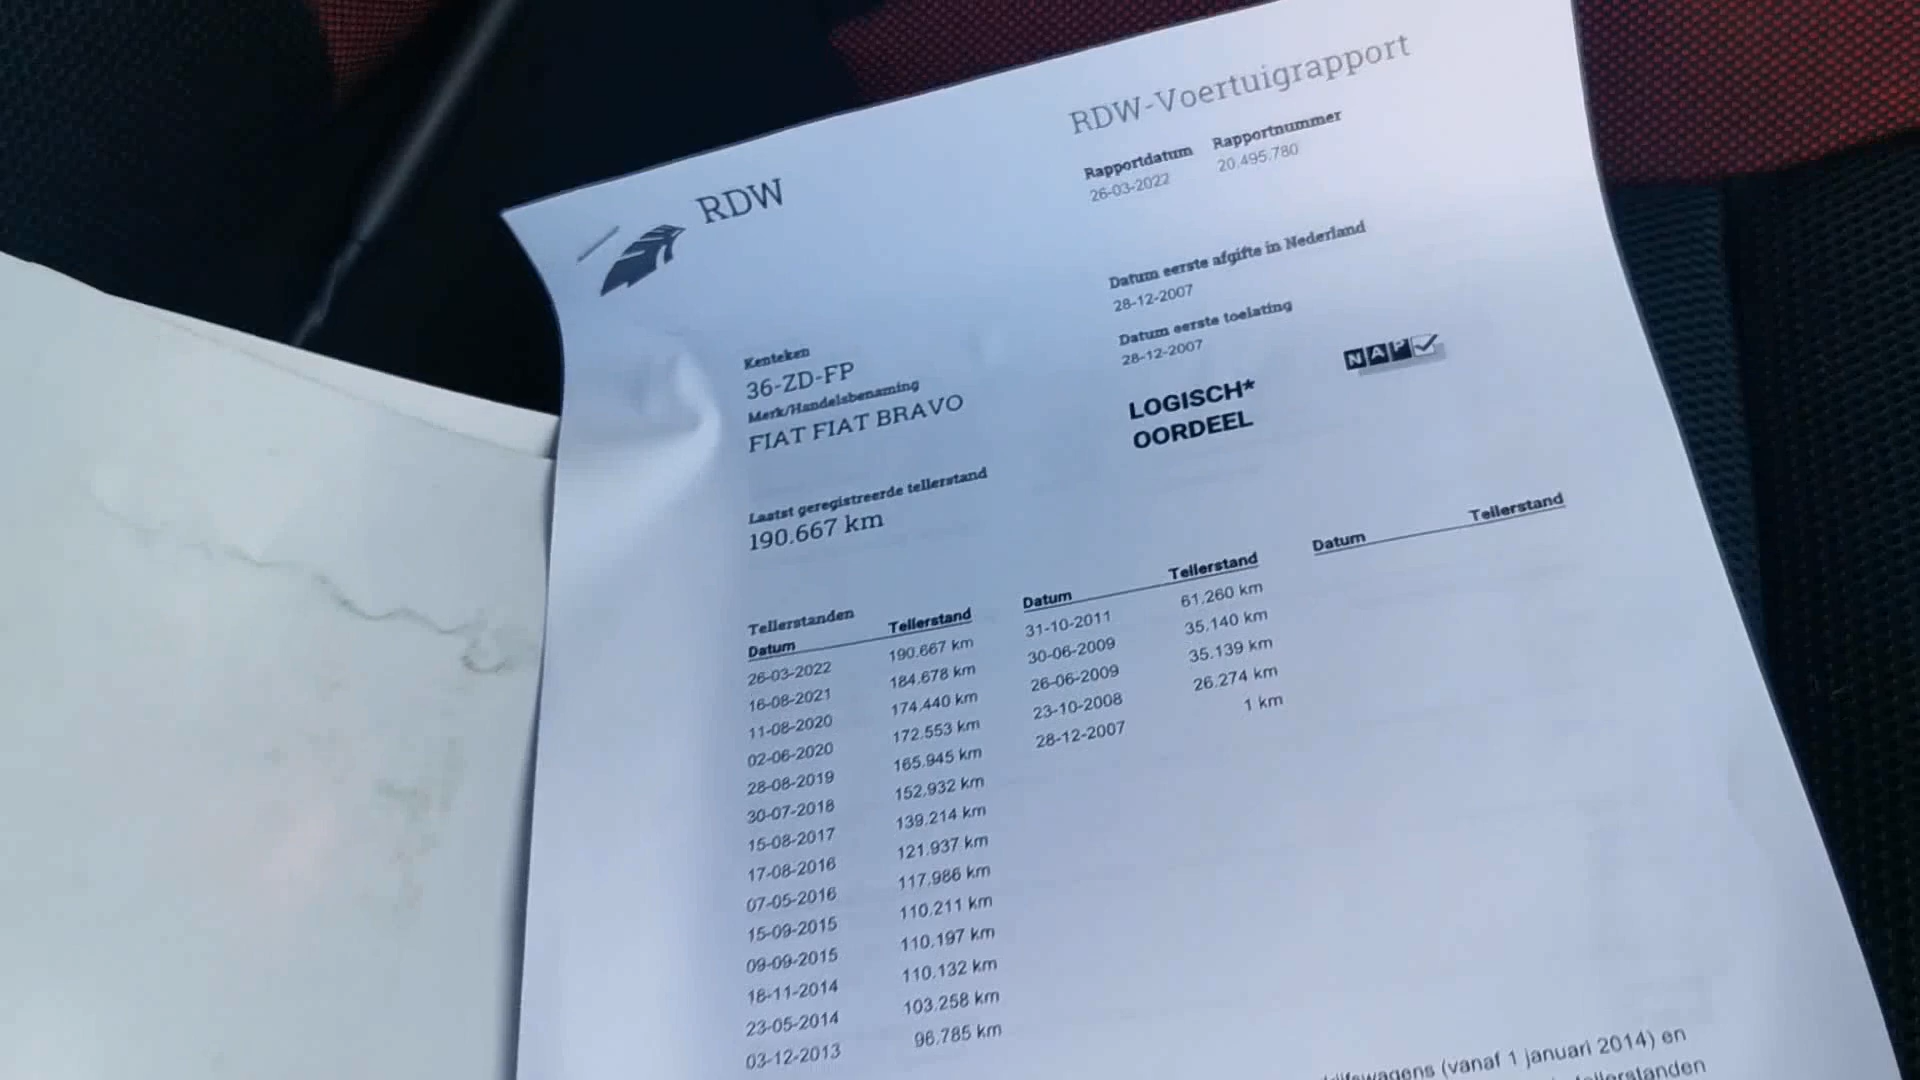 RDW-Voertuigrapport
Rapportdatum Rapportnummer
26-03-2022 20.495.780
RDW
Datum eerste afgifte in Nederland
28-12-2007
Datum eerste toelating
28-12-2007
Kenteken
36-ZD-FP
Merk/Handelsbenaming
FIAT FIAT BRAVO
NAP
LOGISCH*
OORDEEL
Laatst geregistreerde tellerstand
190.667 km
Tellerstanden
Datum Tellerstand
26-03-2022 190.667 km
16-08-2021 184.678 km
11-08-2020 174.440 km
02-06-2020 172.553 km
28-08-2019 165.945 km
30-07-2018 152.932 km
15-08-2017 139.214 km
17-08-2016 121.937 km
07-05-2016 117.986 km
15-09-2015 110.211 km
09-09-2015 110.197 km
18-11-2014 110.132 km
23-05-2014 103.258 km
03-12-2013 96.785 km
Datum Tellerstand
31-10-2011 61.260 km
30-06-2009 35.140 km
26-06-2009 35.139 km
23-10-2008 26.274 km
28-12-2007 1 km
Datum Tellerstand
(vanaf 1 januari 2014) en
tellerstanden